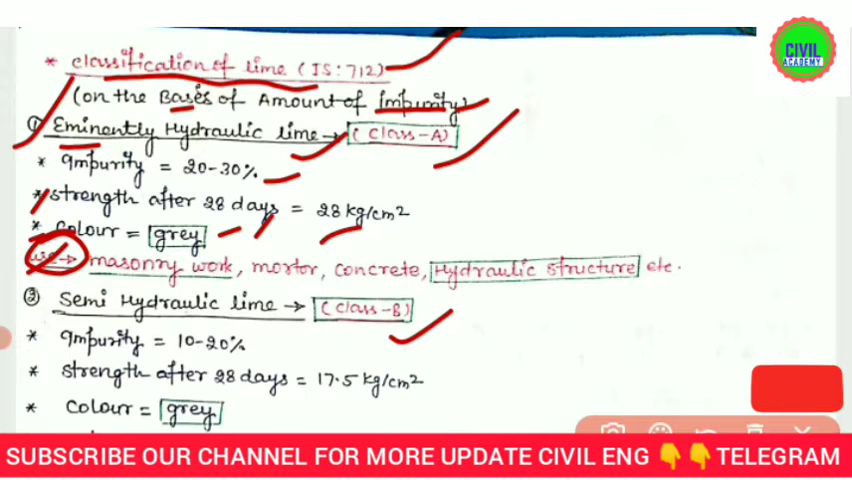 CIVIL
ACADEMY
* classification of lime (IS:712)
(on the Bases of Amount of Impurity)
① Eminently Hydraulic lime → (class-A)
* Impurity = 20-30%
* strength after 28 days = 28 kg/cm2
* Colour = grey
use → masonry work, mortor, concrete, Hydraulic structure etc.
② Semi Hydraulic lime → (class-B)
* Impurity = 10-20%
* strength after 28 days = 17.5 kg/cm2
* Colour = grey
SUBSCRIBE OUR CHANNEL FOR MORE UPDATE CIVIL ENG 👇👇 TELEGRAM